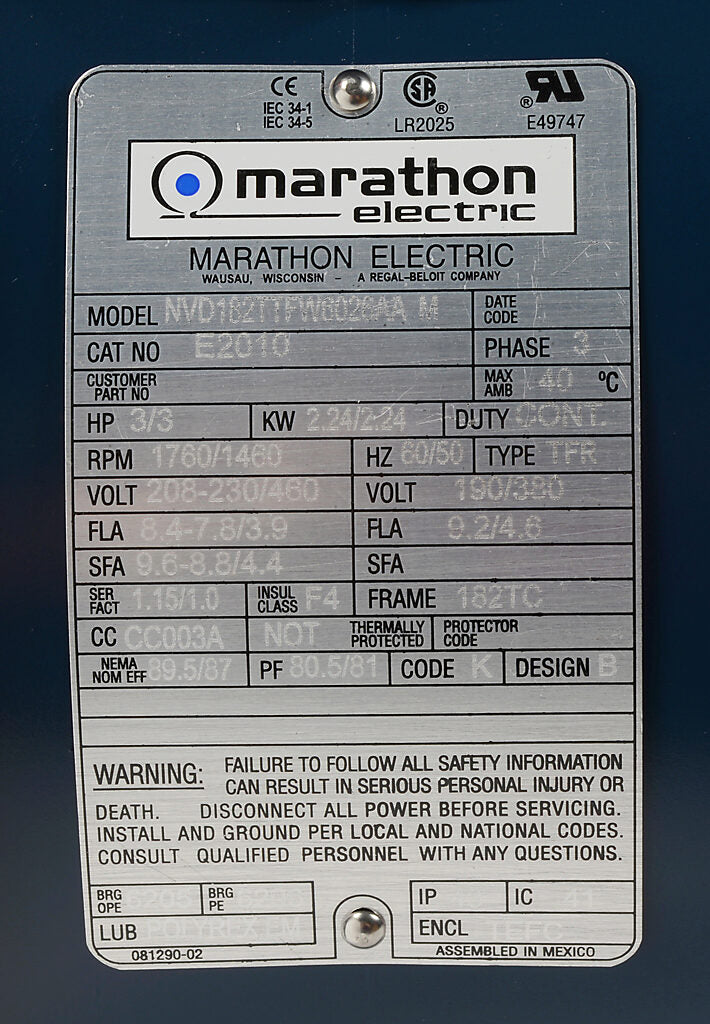 CE IEC 34-1 IEC 34-5
SA ® LR2025
® RU E49747
marathon
electric
MARATHON ELECTRIC
WAUSAU, WISCONSIN – A REGAL-BELOIT COMPANY
MODEL NVD182TTFW6026AA M DATE CODE
CAT NO E2010 PHASE 3
CUSTOMER PART NO MAX AMB 40 ºC
HP 3/3 KW 2.24/2.24 DUTY CONT.
RPM 1760/1460 HZ 60/50 TYPE TFR
VOLT 208-230/460 VOLT 190/380
FLA 8.4-7.8/3.9 FLA 9.2/4.6
SFA 9.6-8.8/4.4 SFA
SER FACT 1.15/1.0 INSUL CLASS F4 FRAME 182TC
CC CC003A NOT THERMALLY PROTECTED PROTECTOR CODE
NEMA NOM EFF 89.5/87 PF 80.5/81 CODE K DESIGN B
WARNING: FAILURE TO FOLLOW ALL SAFETY INFORMATION
CAN RESULT IN SERIOUS PERSONAL INJURY OR
DEATH. DISCONNECT ALL POWER BEFORE SERVICING.
INSTALL AND GROUND PER LOCAL AND NATIONAL CODES.
CONSULT QUALIFIED PERSONNEL WITH ANY QUESTIONS.
BRG OPE 6205 BRG PE IP IC 41
LUB POLYREX EM ENCL TEFC
081290-02 ASSEMBLED IN MEXICO